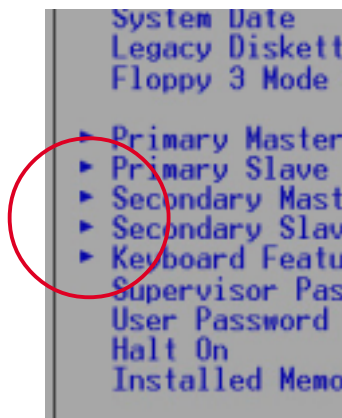 System Date
Legacy Diskett
Floppy 3 Mode
Primary Master
Primary Slave
Secondary Mast
Secondary Slav
Keyboard Featu
Supervisor Pas
User Password
Halt On
Installed Memo